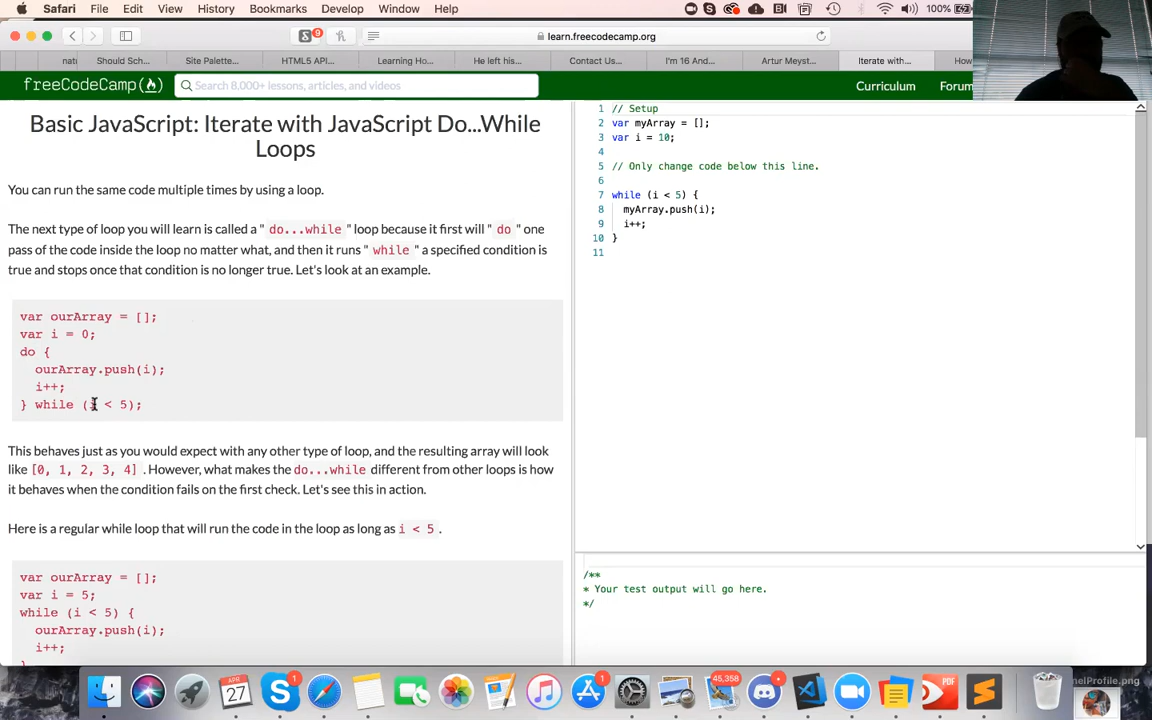 Safari File Edit View History Bookmarks Develop Window Help 100%
9 learn.freecodecamp.org
nati Should Sch... Site Palette... HTML5 API... Learning Ho... He left his... Contact Us... I'm 16 And... Artur Meyst... Iterate with... How
freeCodeCamp Search 8,000+ lessons, articles, and videos Curriculum Forum
Basic JavaScript: Iterate with JavaScript Do...While
Loops
You can run the same code multiple times by using a loop.
The next type of loop you will learn is called a " do...while " loop because it first will " do " one
pass of the code inside the loop no matter what, and then it runs " while " a specified condition is
true and stops once that condition is no longer true. Let's look at an example.
var ourArray = [];
var i = 0;
do {
ourArray.push(i);
i++;
} while (i < 5);
This behaves just as you would expect with any other type of loop, and the resulting array will look
like [0, 1, 2, 3, 4] . However, what makes the do...while different from other loops is how
it behaves when the condition fails on the first check. Let's see this in action.
Here is a regular while loop that will run the code in the loop as long as i < 5 .
var ourArray = [];
var i = 5;
while (i < 5) {
ourArray.push(i);
i++;
}
1 // Setup
2 var myArray = [];
3 var i = 10;
4
5 // Only change code below this line.
6
7 while (i < 5) {
8 myArray.push(i);
9 i++;
10 }
11
/**
* Your test output will go here.
*/
APR
27
1
1
45,358
PDF
nelProfile.png